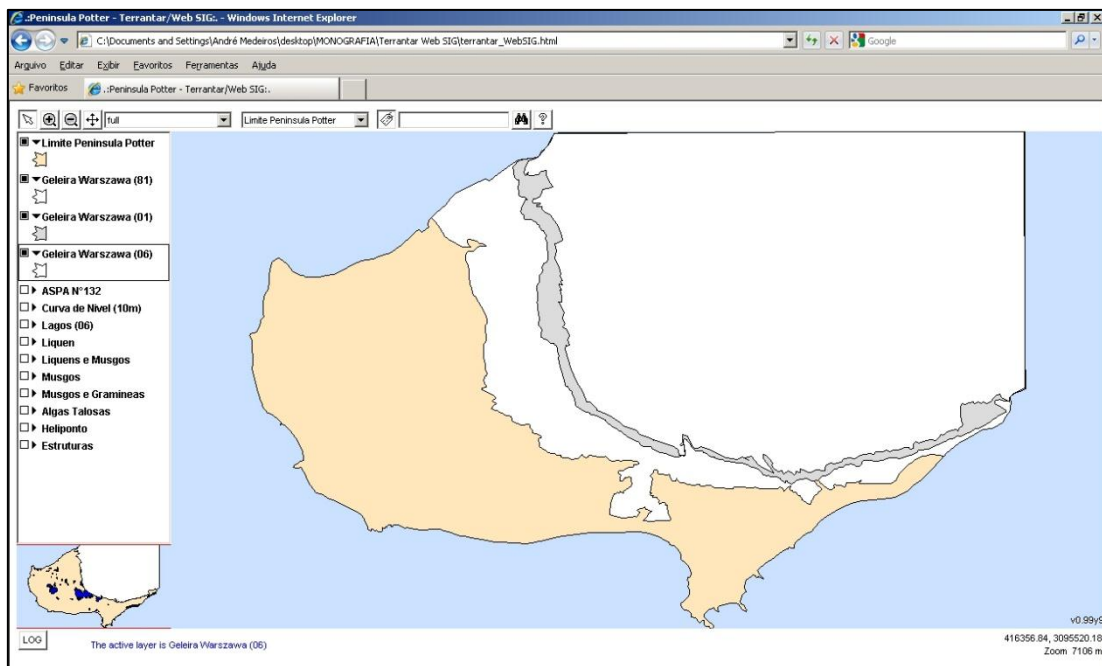 .:Peninsula Potter - Terrantar/Web SIG:. - Windows Internet Explorer
C:\Documents and Settings\André Medeiros\desktop\MONOGRAFIA\Terrantar Web SIG\terrantar_WebSIG.html
Google
Arquivo Editar Exibir Favoritos Ferramentas Ajuda
Favoritos .:Peninsula Potter - Terrantar/Web SIG:.
full Limite Peninsula Potter ?
Limite Peninsula Potter
Geleira Warszawa (81)
Geleira Warszawa (01)
Geleira Warszawa (06)
ASPA N°132
Curva de Nivel (10m)
Lagos (06)
Liquen
Liquens e Musgos
Musgos
Musgos e Gramineas
Algas Talosas
Heliponto
Estruturas
v0.99y9
LOG
The active layer is Geleira Warszawa (06)
416356.84, 3095520.18
Zoom 7106 m